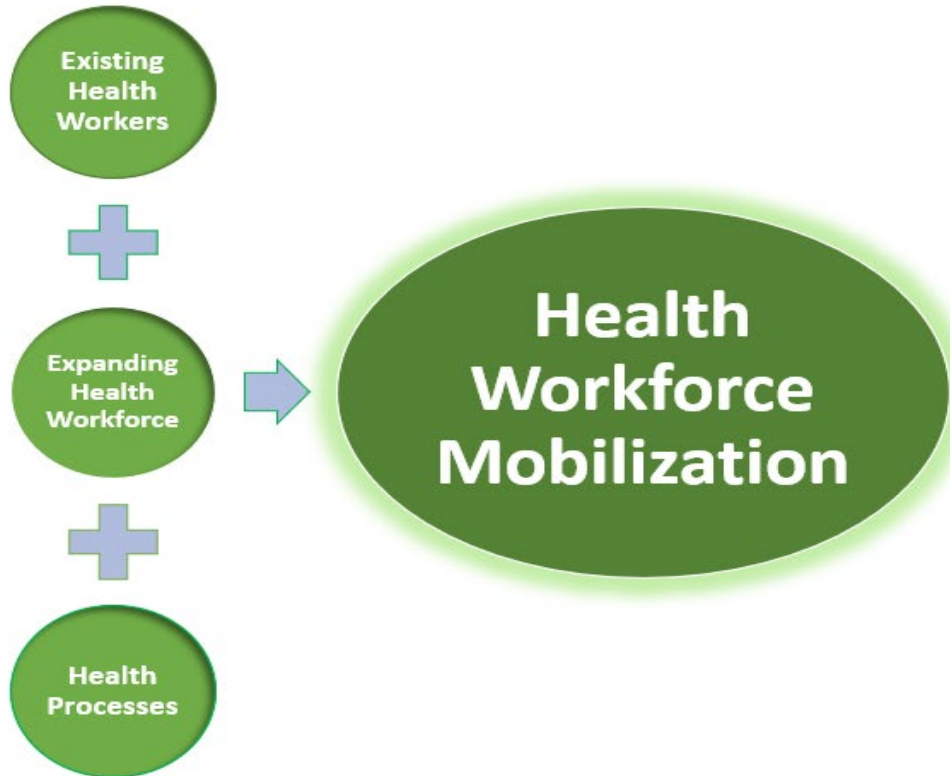 Existing
Health
Workers
Expanding
Health
Workforce
Health
Processes
Health
Workforce
Mobilization